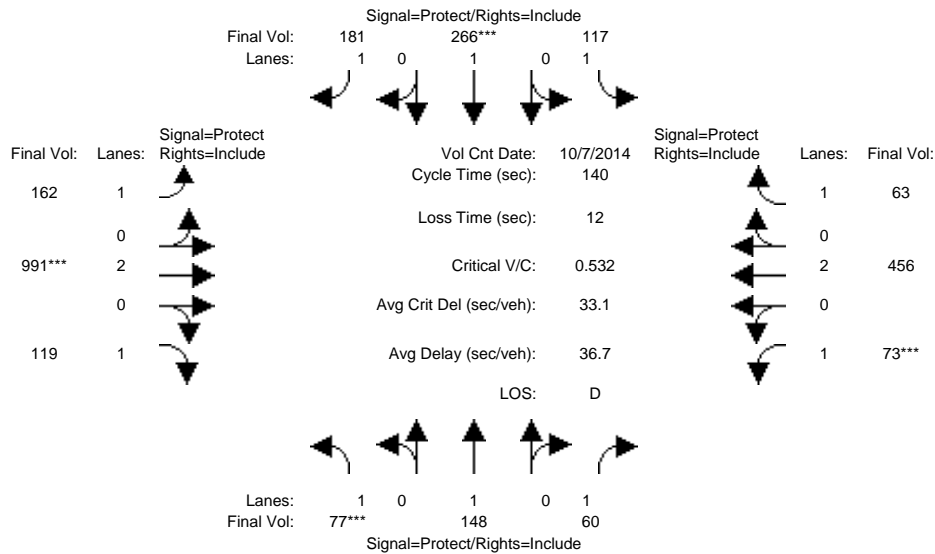 Signal=Protect/Rights=Include
Final Vol: 181 266*** 117
Lanes: 1 0 1 0 1
Signal=Protect
Final Vol: Lanes: Rights=Include
Vol Cnt Date: 10/7/2014
Signal=Protect
Rights=Include Lanes: Final Vol:
Cycle Time (sec): 140
162 1
1 63
Loss Time (sec): 12
0
0
991*** 2
Critical V/C: 0.532
2 456
0
Avg Crit Del (sec/veh): 33.1
0
119 1
Avg Delay (sec/veh): 36.7
1 73***
LOS: D
Lanes: 1 0 1 0 1
Final Vol: 77*** 148 60
Signal=Protect/Rights=Include